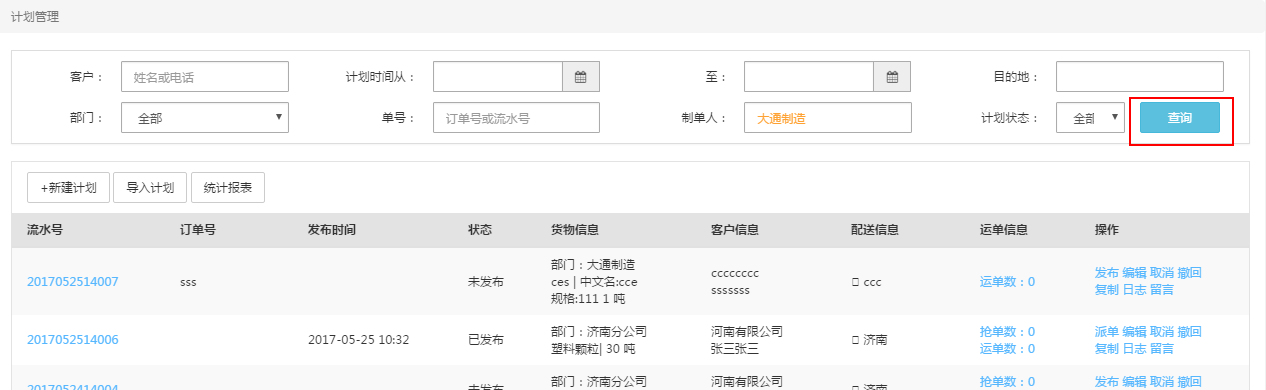 计划管理
客户： 姓名或电话 计划时间从： 至： 目的地：
部门： 全部 单号： 订单号或流水号 制单人： 大通制造 计划状态： 全部 查询
+新建计划 导入计划 统计报表
流水号 订单号 发布时间 状态 货物信息 客户信息 配送信息 运单信息 操作
2017052514007 sss 未发布
部门：大通制造
ces | 中文名:cce
规格:111 1 吨
cccccccc
sssssss
ccc
运单数：0
发布 编辑 取消 撤回
复制 日志 留言
2017052514006 2017-05-25 10:32 已发布
部门：济南分公司
塑料颗粒| 30 吨
河南有限公司
张三张三
济南
抢单数：0
运单数：0
派单 编辑 取消 撤回
复制 日志 留言
2017052414004 未发布
部门：济南分公司
河南有限公司
济南
抢单数：0
发布 编辑 取消 撤回